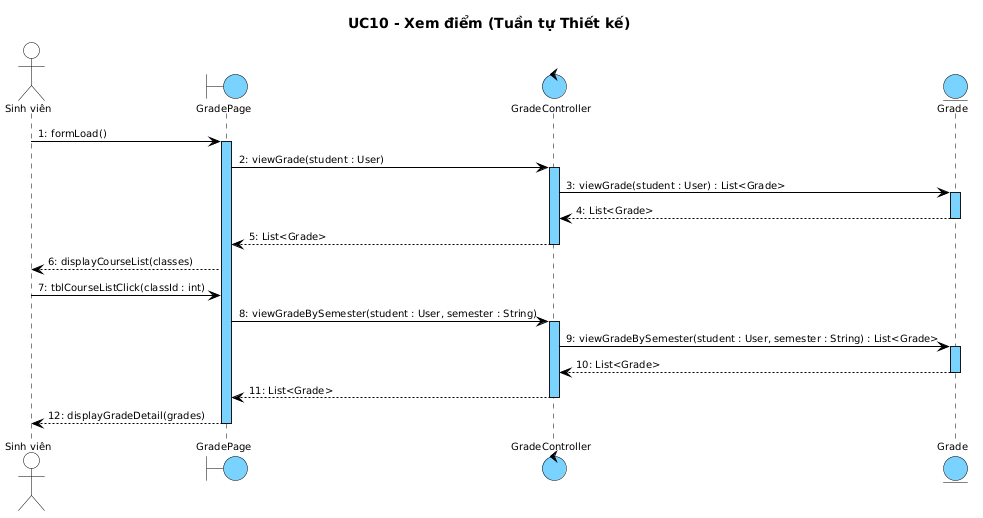 UC10 - Xem điểm (Tuần tự Thiết kế)
Sinh viên
GradePage
GradeController
Grade
1: formLoad()
2: viewGrade(student : User)
3: viewGrade(student : User) : List<Grade>
4: List<Grade>
5: List<Grade>
6: displayCourseList(classes)
7: tblCourseListClick(classId : int)
8: viewGradeBySemester(student : User, semester : String)
9: viewGradeBySemester(student : User, semester : String) : List<Grade>
10: List<Grade>
11: List<Grade>
12: displayGradeDetail(grades)
Sinh viên
GradePage
GradeController
Grade